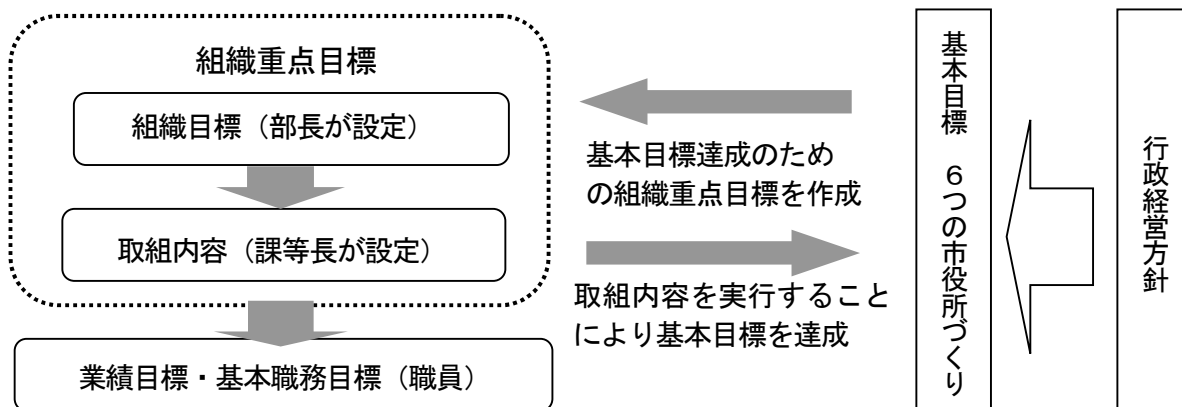 組織重点目標
組織目標（部長が設定）
取組内容（課等長が設定）
業績目標・基本職務目標（職員）
基本目標達成のため
の組織重点目標を作成
取組内容を実行すること
により基本目標を達成
基本目標　６つの市役所づくり
行政経営方針